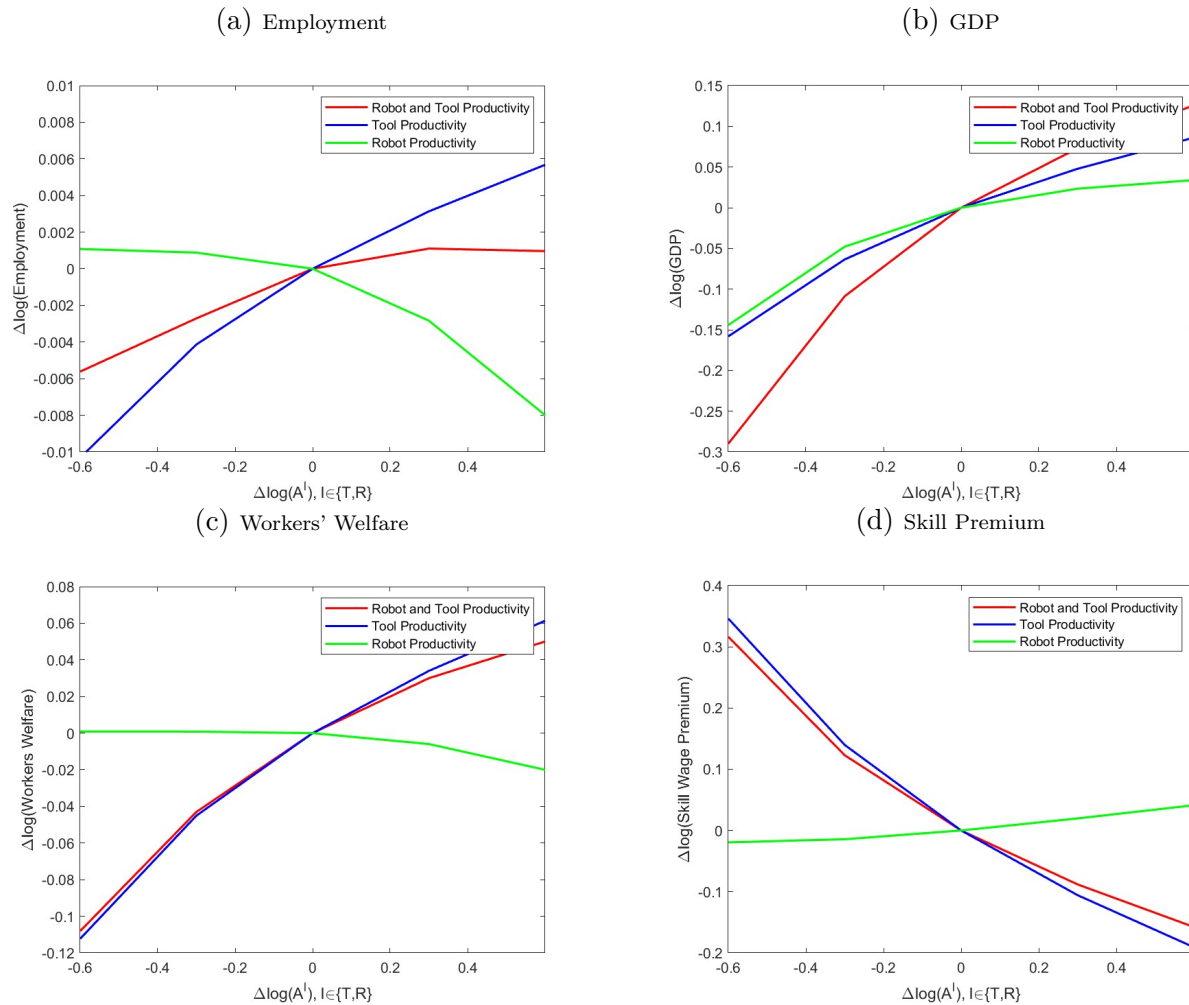 (a) Employment
0.01
0.008
0.006
0.004
0.002
0
-0.002
-0.004
-0.006
-0.008
-0.01
Δlog(Employment)
Robot and Tool Productivity
Tool Productivity
Robot Productivity
-0.6 -0.4 -0.2 0 0.2 0.4
Δlog(A^I), I∈{T,R}
(b) GDP
0.15
0.1
0.05
0
-0.05
-0.1
-0.15
-0.2
-0.25
-0.3
Δlog(GDP)
Robot and Tool Productivity
Tool Productivity
Robot Productivity
-0.6 -0.4 -0.2 0 0.2 0.4
Δlog(A^I), I∈{T,R}
(c) Workers' Welfare
0.08
0.06
0.04
0.02
0
-0.02
-0.04
-0.06
-0.08
-0.1
-0.12
Δlog(Workers Welfare)
Robot and Tool Productivity
Tool Productivity
Robot Productivity
-0.6 -0.4 -0.2 0 0.2 0.4
Δlog(A^I), I∈{T,R}
(d) Skill Premium
0.4
0.3
0.2
0.1
0
-0.1
-0.2
Δlog(Skill Wage Premium)
Robot and Tool Productivity
Tool Productivity
Robot Productivity
-0.6 -0.4 -0.2 0 0.2 0.4
Δlog(A^I), I∈{T,R}